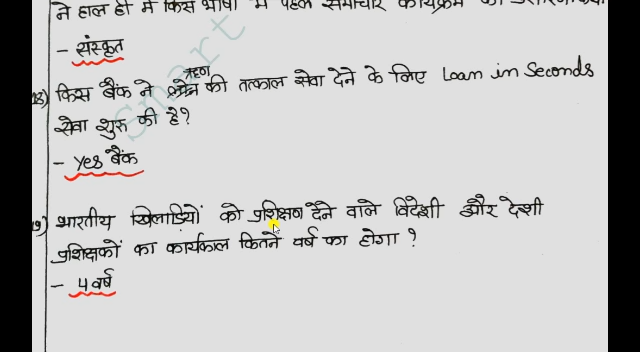 ने हाल ही में किस भाषा में पहले समाचार कार्यक्रम का
– संस्कृत
18) किस बैंक ने ऋण की तत्काल सेवा देने के लिए Loan in Seconds
सेवा शुरू की है?
– Yes बैंक
19) भारतीय खिलाड़ियों को प्रशिक्षण देने वाले विदेशी और देशी
प्रशिक्षकों का कार्यकाल कितने वर्ष का होगा ?
– 4 वर्ष
Smart